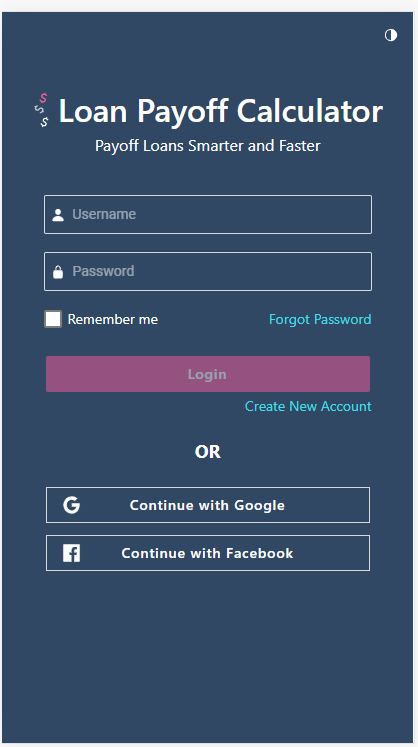 Loan Payoff Calculator
Payoff Loans Smarter and Faster
Username
Password
Remember me Forgot Password
Login
Create New Account
OR
Continue with Google
Continue with Facebook